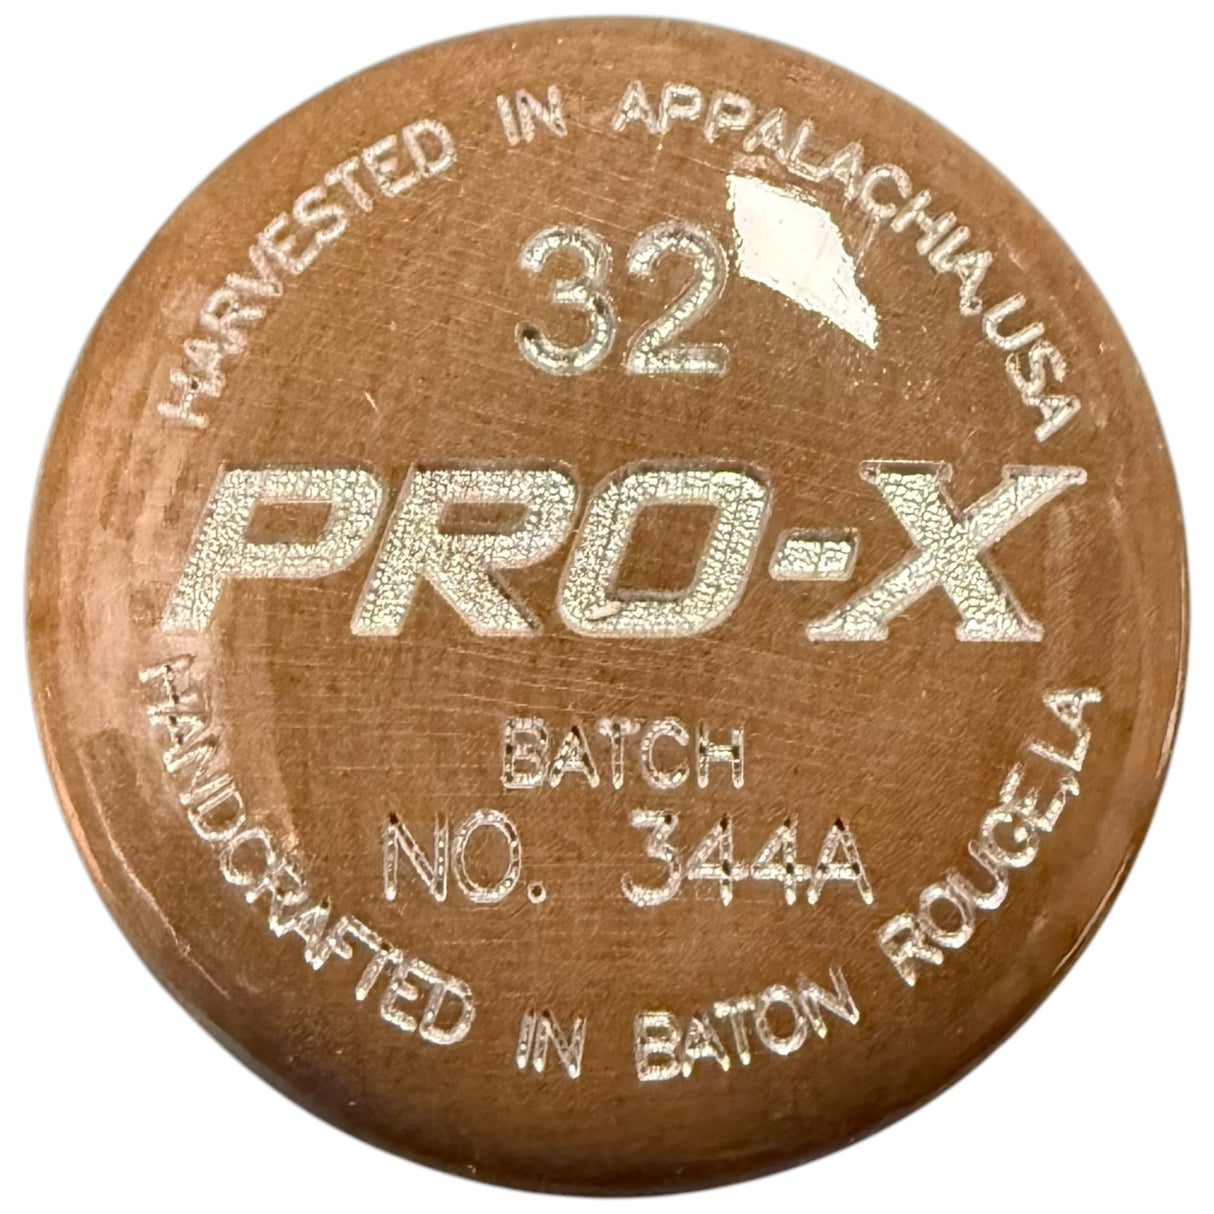 HARVESTED IN APPALACHIA, USA
32
PRO-X
BATCH
NO. 344A
HANDCRAFTED IN BATON ROUGE, LA